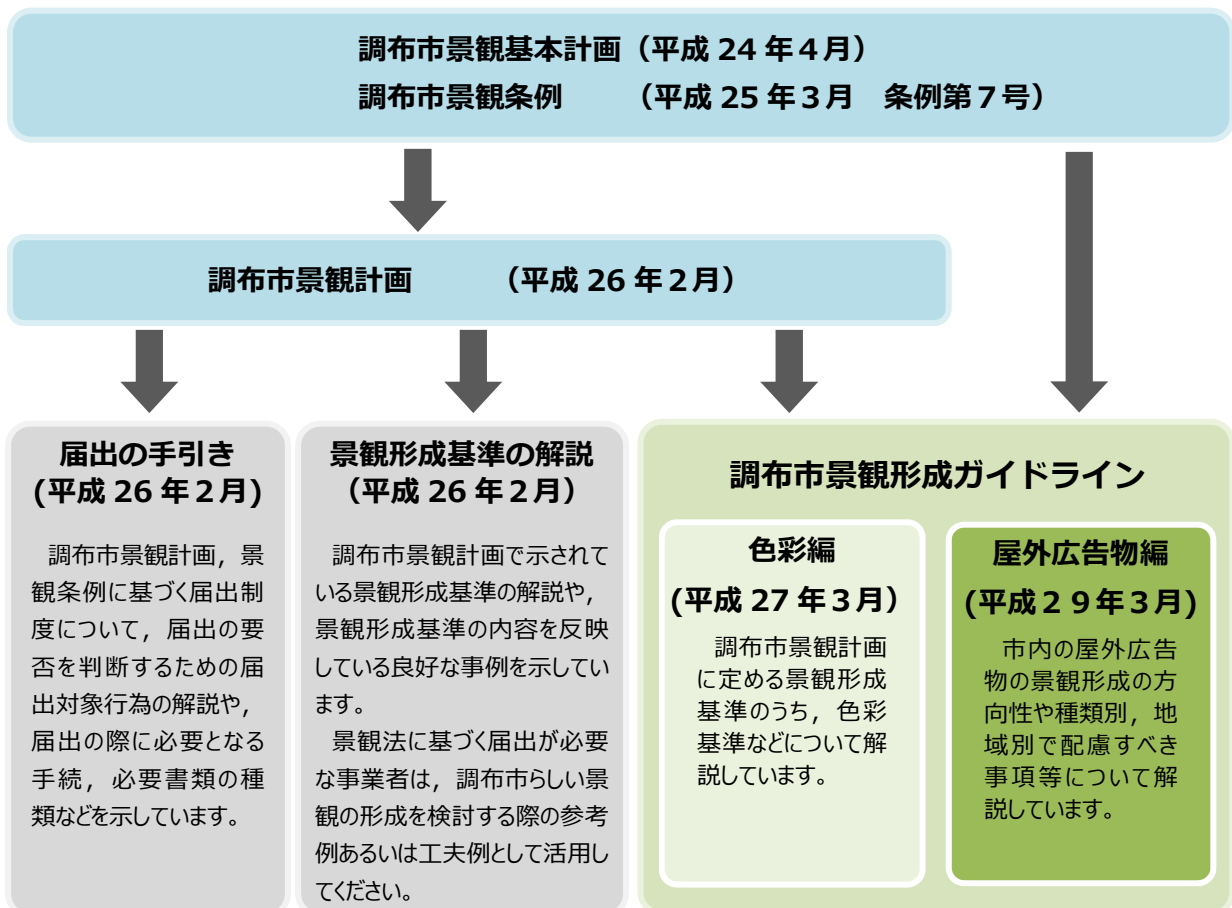 調布市景観基本計画（平成 24 年４月）
調布市景観条例　　（平成 25 年３月　条例第７号）
調布市景観計画　　　（平成 26 年２月）
届出の手引き
(平成 26 年２月)
調布市景観計画，景
観条例に基づく届出制
度について，届出の要
否を判断するための届
出対象行為の解説や，
届出の際に必要となる
手続，必要書類の種
類などを示しています。
景観形成基準の解説
（平成 26 年２月）
調布市景観計画で示されて
いる景観形成基準の解説や，
景観形成基準の内容を反映
している良好な事例を示してい
ます。
景観法に基づく届出が必要
な事業者は，調布市らしい景
観の形成を検討する際の参考
例あるいは工夫例として活用し
てください。
調布市景観形成ガイドライン
色彩編
(平成 27 年３月）
調布市景観計画
に定める景観形成
基準のうち，色彩
基準などについて解
説しています。
屋外広告物編
(平成２９年３月)
市内の屋外広告
物の景観形成の方
向性や種類別，地
域別で配慮すべき
事項等について解
説しています。